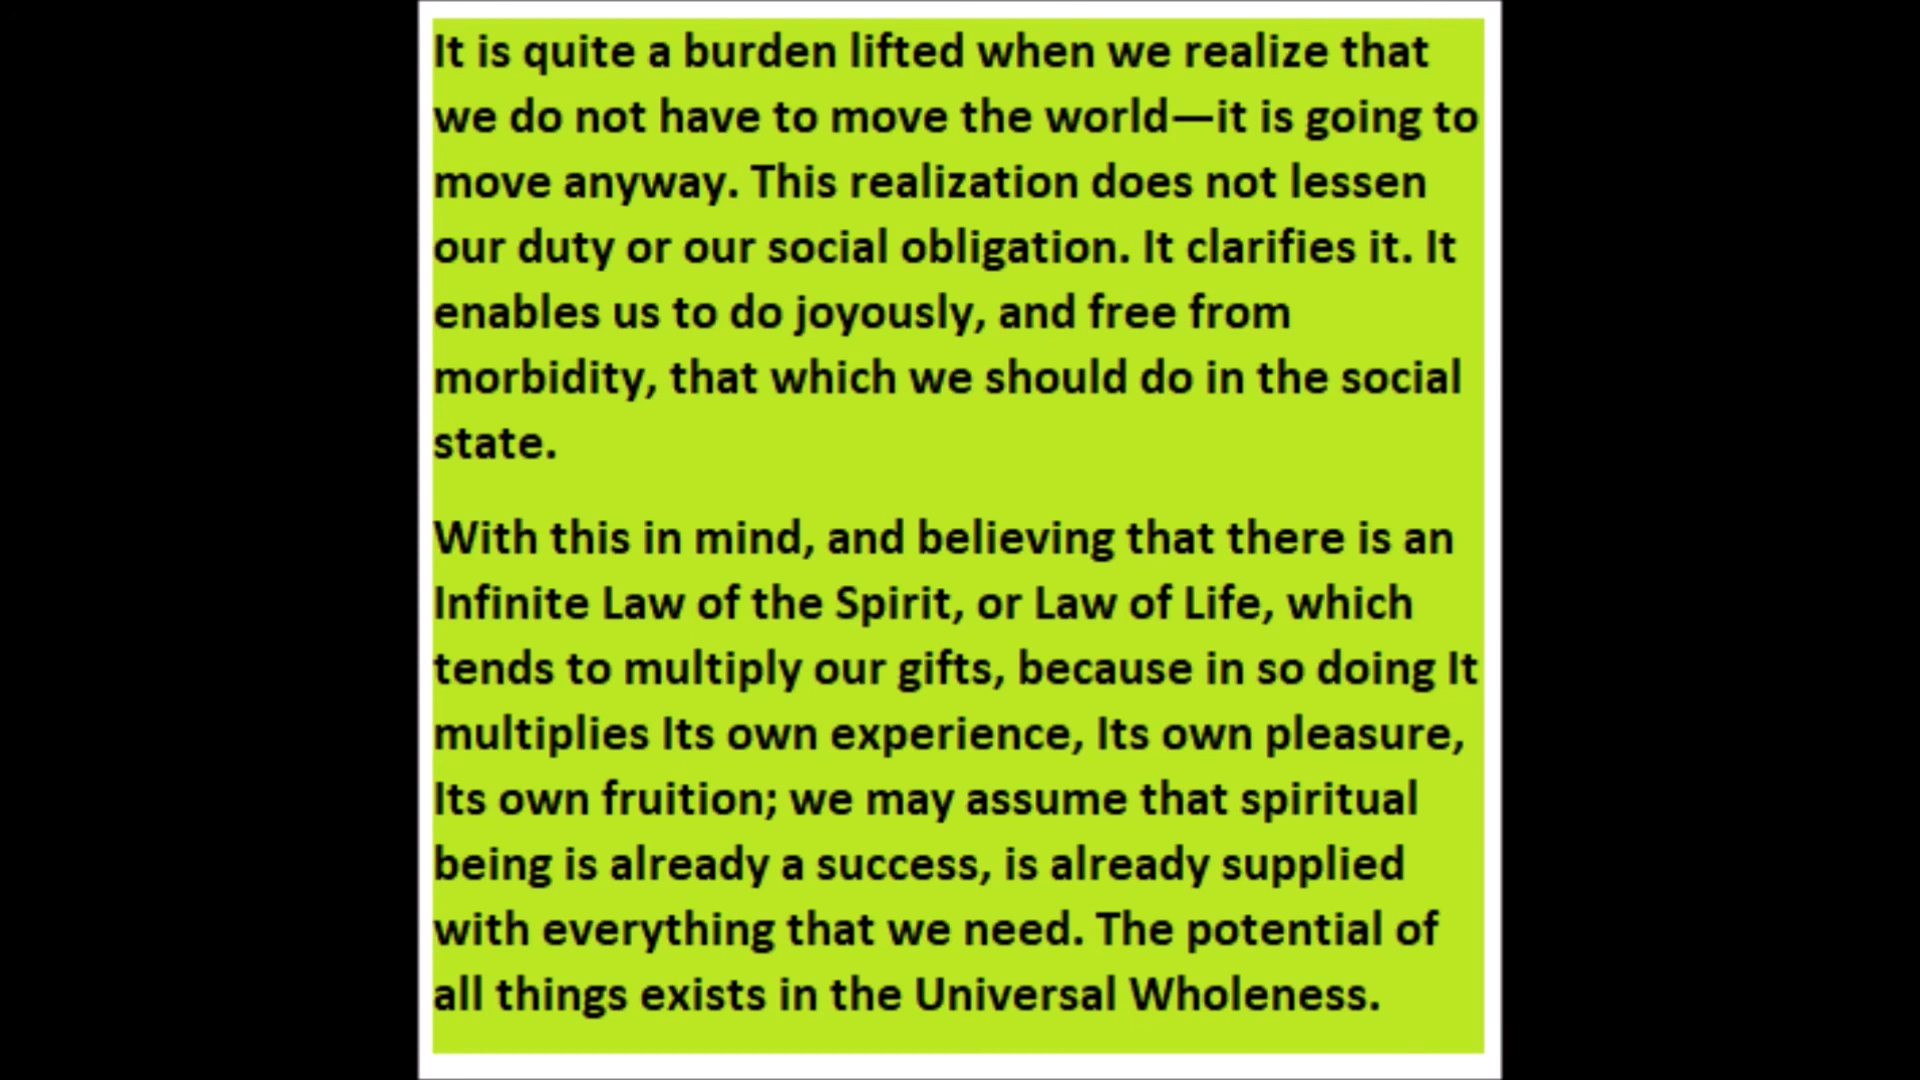 It is quite a burden lifted when we realize that
we do not have to move the world—it is going to
move anyway. This realization does not lessen
our duty or our social obligation. It clarifies it. It
enables us to do joyously, and free from
morbidity, that which we should do in the social
state.
With this in mind, and believing that there is an
Infinite Law of the Spirit, or Law of Life, which
tends to multiply our gifts, because in so doing It
multiplies Its own experience, Its own pleasure,
Its own fruition; we may assume that spiritual
being is already a success, is already supplied
with everything that we need. The potential of
all things exists in the Universal Wholeness.